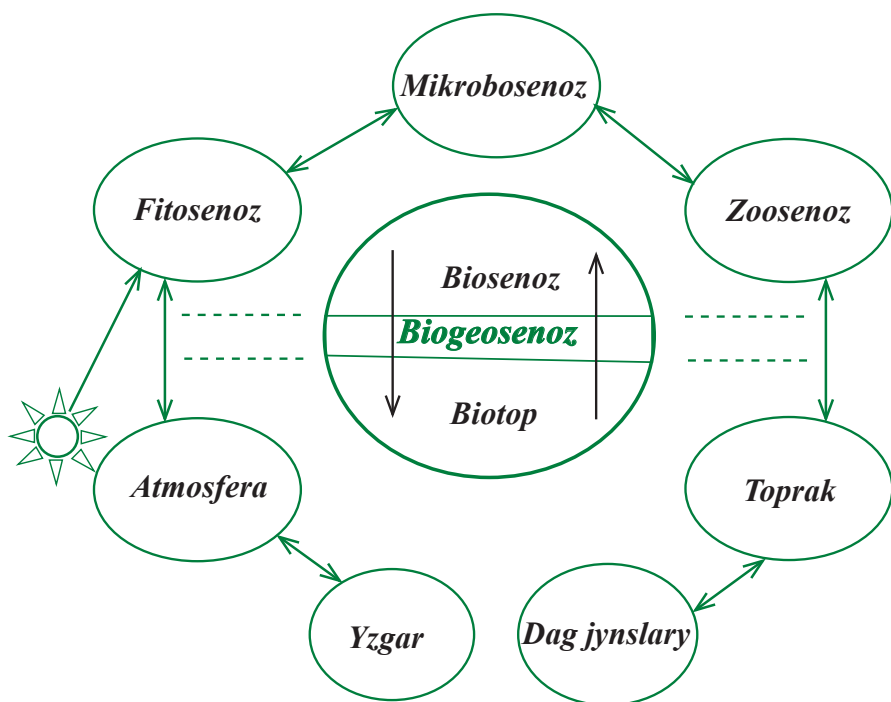 Mikrobosenoz
Fitosenoz
Zoosenoz
Biosenoz
Biogeosenoz
Biotop
Atmosfera
Toprak
Yzgar
Dag jynslary